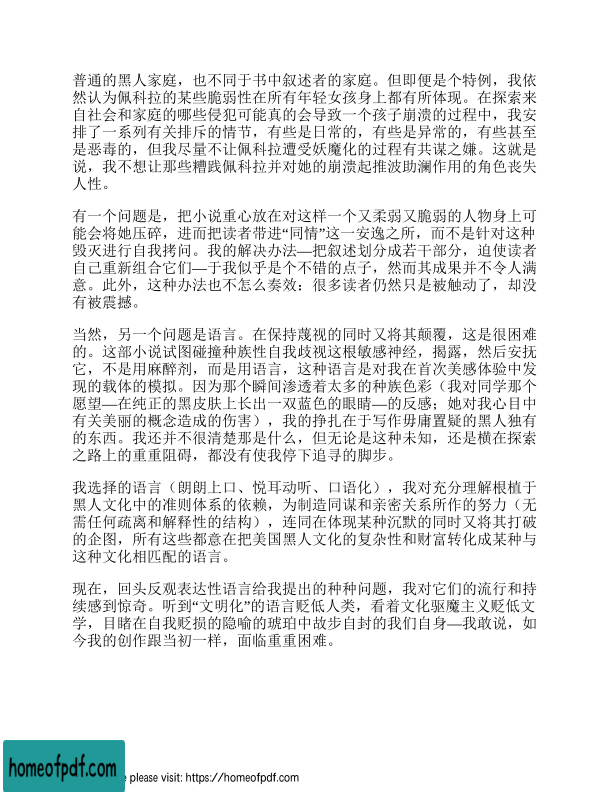 普通的黑人家庭，也不同于书中叙述者的家庭。但即便是个特例，我依
然认为佩科拉的某些脆弱性在所有年轻女孩身上都有所体现。在探索来
自社会和家庭的哪些侵犯可能真的会导致一个孩子崩溃的过程中，我安
排了一系列有关排斥的情节，有些是日常的，有些是异常的，有些甚至
是恶毒的，但我尽量不让佩科拉遭受妖魔化的过程有共谋之嫌。这就是
说，我不想让那些糟践佩科拉并对她的崩溃起推波助澜作用的角色丧失
人性。
有一个问题是，把小说重心放在对这样一个又柔弱又脆弱的人物身上可
能会将她压碎，进而把读者带进“同情”这一安逸之所，而不是针对这种
毁灭进行自我拷问。我的解决办法—把叙述划分成若干部分，迫使读者
自己重新组合它们—于我似乎是个不错的点子，然而其成果并不令人满
意。此外，这种办法也不怎么奏效：很多读者仍然只是被触动了，却没
有被震撼。
当然，另一个问题是语言。在保持蔑视的同时又将其颠覆，这是很困难
的。这部小说试图碰撞种族性自我歧视这根敏感神经，揭露，然后安抚
它，不是用麻醉剂，而是用语言，这种语言是对我在首次美感体验中发
现的载体的模拟。因为那个瞬间渗透着太多的种族色彩（我对同学那个
愿望—在纯正的黑皮肤上长出一双蓝色的眼睛—的反感；她对我心目中
有关美丽的概念造成的伤害），我的挣扎在于写作毋庸置疑的黑人独有
的东西。我还并不很清楚那是什么，但无论是这种未知，还是横在探索
之路上的重重阻碍，都没有使我停下追寻的脚步。
我选择的语言（朗朗上口、悦耳动听、口语化），我对充分理解根植于
黑人文化中的准则体系的依赖，为制造同谋和亲密关系所作的努力（无
需任何疏离和解释性的结构），连同在体现某种沉默的同时又将其打破
的企图，所有这些都意在把美国黑人文化的复杂性和财富转化成某种与
这种文化相匹配的语言。
现在，回头反观表达性语言给我提出的种种问题，我对它们的流行和持
续感到惊奇。听到“文明化”的语言贬低人类，看着文化驱魔主义贬低文
学，目睹在自我贬损的隐喻的琥珀中故步自封的我们自身—我敢说，如
今我的创作跟当初一样，面临重重困难。
homeofpdf.com
please visit: https://homeofpdf.com